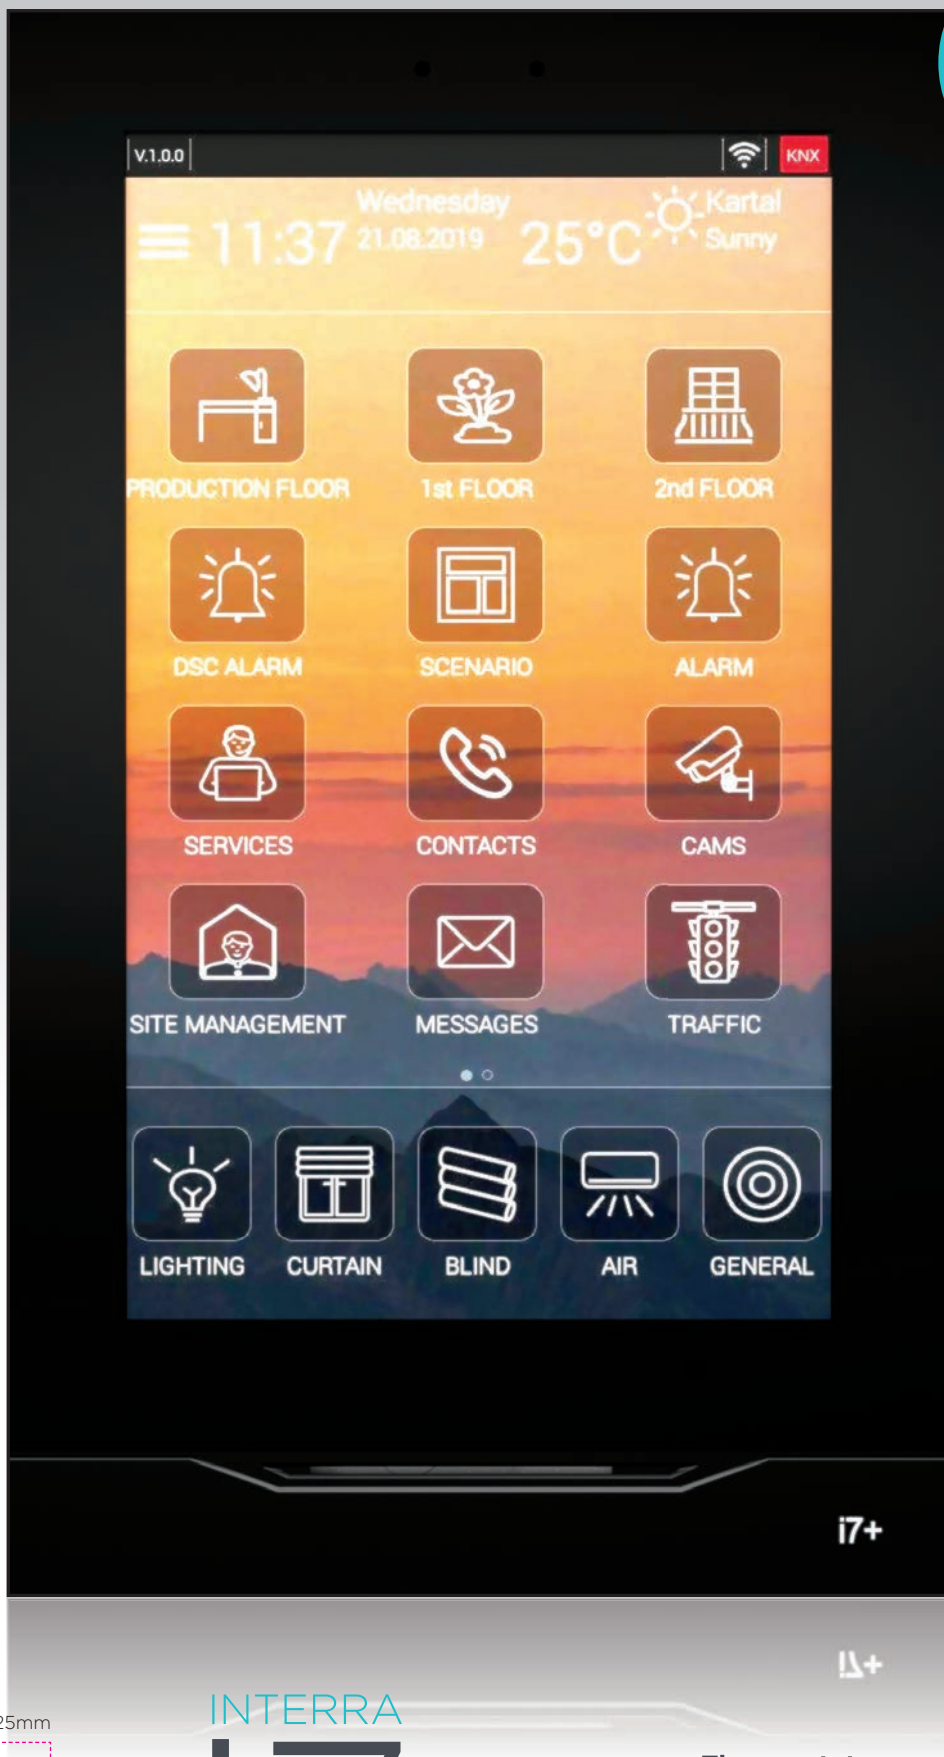 V.1.0.0
KNX
Wednesday
11:37 21.08.2019 25°C Kartal
Sunny
PRODUCTION FLOOR 1st FLOOR 2nd FLOOR
DSC ALARM SCENARIO ALARM
SERVICES CONTACTS CAMS
SITE MANAGEMENT MESSAGES TRAFFIC
LIGHTING CURTAIN BLIND AIR GENERAL
i7+
INTERRA
25mm